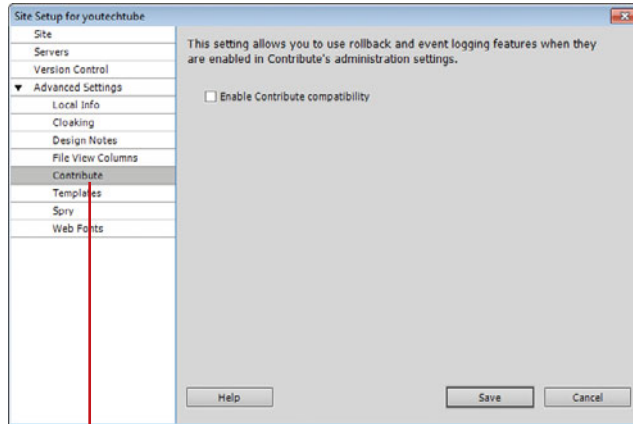 Site Setup for youtechtube
Site
Servers
Version Control
Advanced Settings
Local Info
Cloaking
Design Notes
File View Columns
Contribute
Templates
Spry
Web Fonts
This setting allows you to use rollback and event logging features when they
are enabled in Contribute's administration settings.
Enable Contribute compatibility
Help
Save
Cancel